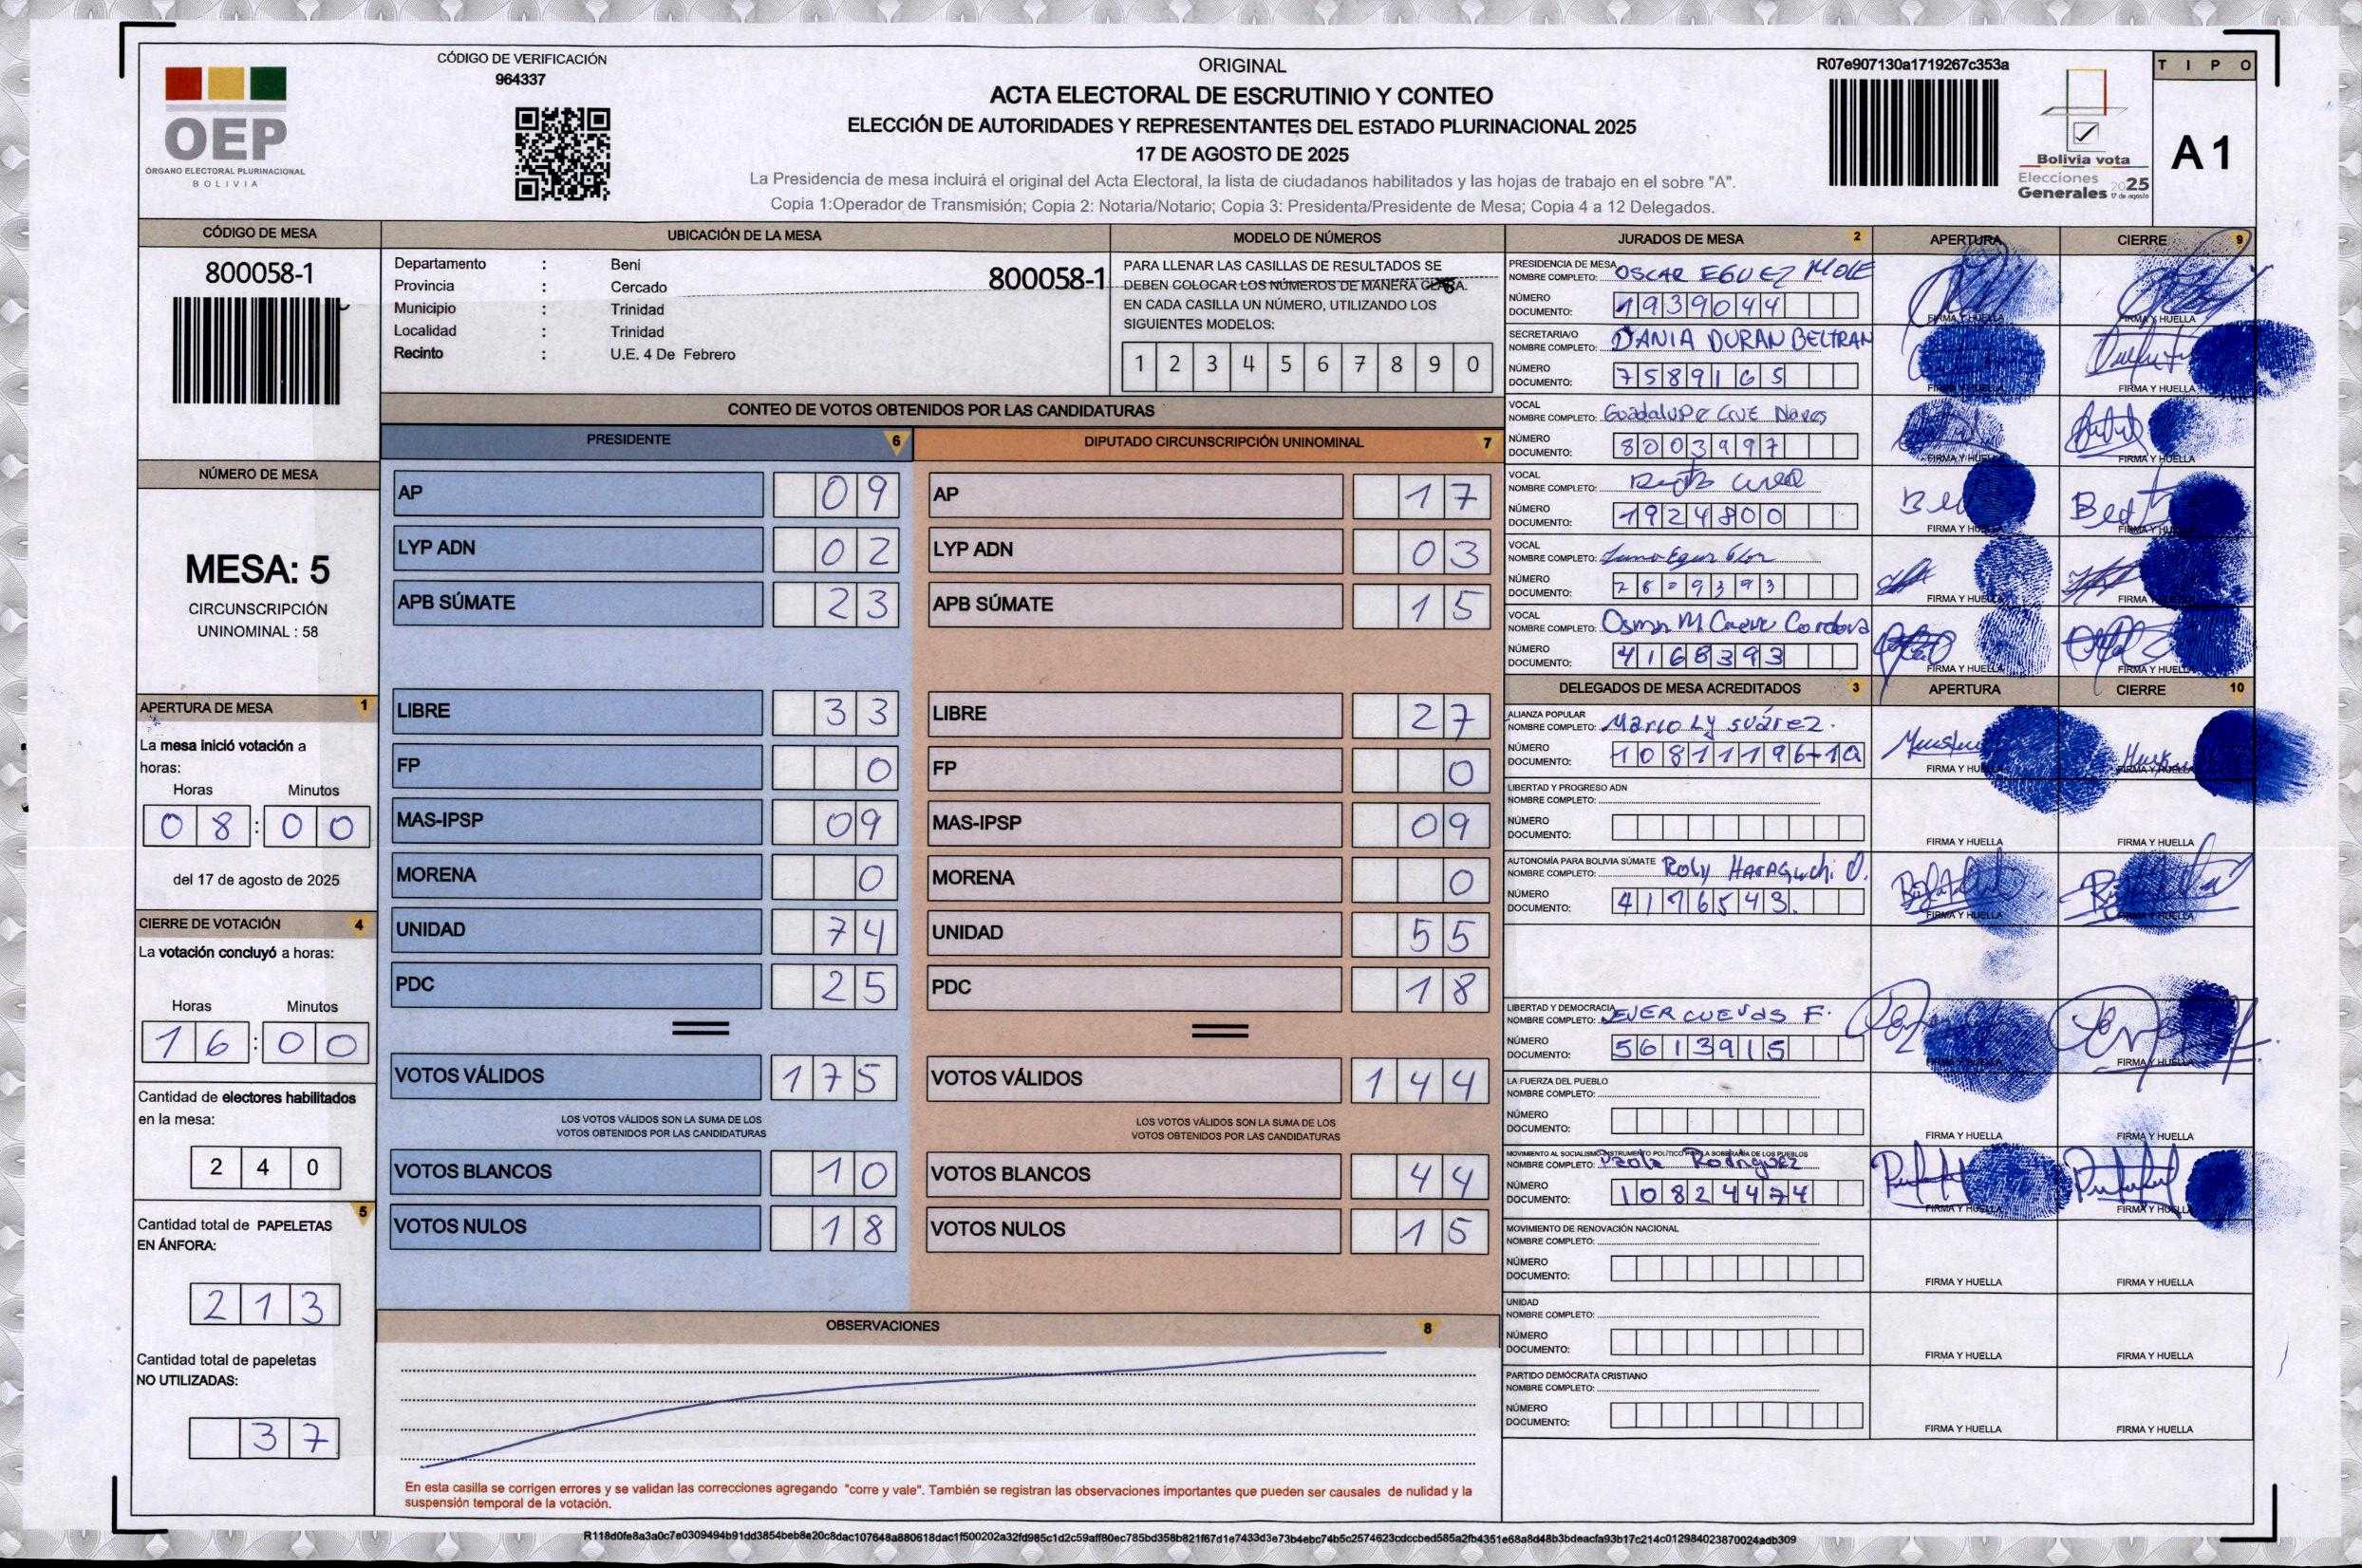 CÓDIGO DE VERIFICACIÓN
964337
OEP
ÓRGANO ELECTORAL PLURINACIONAL
BOLIVIA
ORIGINAL
ACTA ELECTORAL DE ESCRUTINIO Y CONTEO
ELECCIÓN DE AUTORIDADES Y REPRESENTANTES DEL ESTADO PLURINACIONAL 2025
17 DE AGOSTO DE 2025
La Presidencia de mesa incluirá el original del Acta Electoral, la lista de ciudadanos habilitados y las hojas de trabajo en el sobre "A".
Copia 1:Operador de Transmisión; Copia 2: Notaria/Notario; Copia 3: Presidenta/Presidente de Mesa; Copia 4 a 12 Delegados.
R07e907130a1719267c353a
Bolivia vota
Elecciones
Generales 2025
17 de agosto
TIPO
A 1
CÓDIGO DE MESA
800058-1
NÚMERO DE MESA
MESA: 5
CIRCUNSCRIPCIÓN
UNINOMINAL : 58
APERTURA DE MESA 1
La mesa inició votación a
horas:
Horas Minutos
08:00
del 17 de agosto de 2025
CIERRE DE VOTACIÓN 4
La votación concluyó a horas:
Horas Minutos
16:00
Cantidad de electores habilitados
en la mesa:
240
5
Cantidad total de PAPELETAS
EN ÁNFORA:
213
Cantidad total de papeletas
NO UTILIZADAS:
37
UBICACIÓN DE LA MESA
Departamento : Beni
Provincia : Cercado
Municipio : Trinidad
Localidad : Trinidad
Recinto : U.E. 4 De Febrero
800058-1
MODELO DE NÚMEROS
PARA LLENAR LAS CASILLAS DE RESULTADOS SE
DEBEN COLOCAR LOS NÚMEROS DE MANERA CLARA.
EN CADA CASILLA UN NÚMERO, UTILIZANDO LOS
SIGUIENTES MODELOS:
1 2 3 4 5 6 7 8 9 0
CONTEO DE VOTOS OBTENIDOS POR LAS CANDIDATURAS
PRESIDENTE 6
AP 09
LYP ADN 02
APB SÚMATE 23
LIBRE 33
FP 0
MAS-IPSP 09
MORENA 0
UNIDAD 74
PDC 25
VOTOS VÁLIDOS 175
LOS VOTOS VÁLIDOS SON LA SUMA DE LOS
VOTOS OBTENIDOS POR LAS CANDIDATURAS
VOTOS BLANCOS 10
VOTOS NULOS 18
DIPUTADO CIRCUNSCRIPCIÓN UNINOMINAL 7
AP 17
LYP ADN 03
APB SÚMATE 15
LIBRE 27
FP 0
MAS-IPSP 09
MORENA 0
UNIDAD 55
PDC 18
VOTOS VÁLIDOS 144
LOS VOTOS VÁLIDOS SON LA SUMA DE LOS
VOTOS OBTENIDOS POR LAS CANDIDATURAS
VOTOS BLANCOS 44
VOTOS NULOS 15
OBSERVACIONES 8
En esta casilla se corrigen errores y se validan las correcciones agregando "corre y vale". También se registran las observaciones importantes que pueden ser causales de nulidad y la
suspensión temporal de la votación.
JURADOS DE MESA 2 APERTURA CIERRE 9
PRESIDENCIA DE MESA
NOMBRE COMPLETO: OSCAR EGUEZ MOLE
NÚMERO
DOCUMENTO: 1939044
FIRMA Y HUELLA FIRMA Y HUELLA
SECRETARIA/O
NOMBRE COMPLETO: DANIA DURAN BELTRAN
NÚMERO
DOCUMENTO: 7589165
FIRMA Y HUELLA FIRMA Y HUELLA
VOCAL
NOMBRE COMPLETO: Guadalupe
NÚMERO
DOCUMENTO: 8003997
FIRMA Y HUELLA FIRMA Y HUELLA
VOCAL
NOMBRE COMPLETO:
NÚMERO
DOCUMENTO: 1924800
FIRMA Y HUELLA FIRMA Y HUELLA
VOCAL
NOMBRE COMPLETO:
NÚMERO
DOCUMENTO:
FIRMA Y HUELLA FIRMA Y HUELLA
VOCAL
NOMBRE COMPLETO: Osman M Cordova
NÚMERO
DOCUMENTO: 4168393
FIRMA Y HUELLA FIRMA Y HUELLA
DELEGADOS DE MESA ACREDITADOS 3 APERTURA CIERRE 10
ALIANZA POPULAR
NOMBRE COMPLETO: Marco Ly Suárez.
NÚMERO
DOCUMENTO: 10811196-1Q
FIRMA Y HUELLA FIRMA Y HUELLA
LIBERTAD Y PROGRESO ADN
NOMBRE COMPLETO:
NÚMERO
DOCUMENTO:
FIRMA Y HUELLA FIRMA Y HUELLA
AUTONOMÍA PARA BOLIVIA SÚMATE
NOMBRE COMPLETO: Roly Haraguchi O.
NÚMERO
DOCUMENTO: 4176543.
FIRMA Y HUELLA FIRMA Y HUELLA
LIBERTAD Y DEMOCRACIA
NOMBRE COMPLETO: JEVER CUEVAS F.
NÚMERO
DOCUMENTO: 5613915
FIRMA Y HUELLA FIRMA Y HUELLA
LA FUERZA DEL PUEBLO
NOMBRE COMPLETO:
NÚMERO
DOCUMENTO:
FIRMA Y HUELLA FIRMA Y HUELLA
MOVIMIENTO AL SOCIALISMO-INSTRUMENTO POLÍTICO POR LA SOBERANÍA DE LOS PUEBLOS
NOMBRE COMPLETO: Paola Rodriguez
NÚMERO
DOCUMENTO: 10824474
FIRMA Y HUELLA FIRMA Y HUELLA
MOVIMIENTO DE RENOVACIÓN NACIONAL
NOMBRE COMPLETO:
NÚMERO
DOCUMENTO:
FIRMA Y HUELLA FIRMA Y HUELLA
UNIDAD
NOMBRE COMPLETO:
NÚMERO
DOCUMENTO:
FIRMA Y HUELLA FIRMA Y HUELLA
PARTIDO DEMÓCRATA CRISTIANO
NOMBRE COMPLETO:
NÚMERO
DOCUMENTO:
FIRMA Y HUELLA FIRMA Y HUELLA